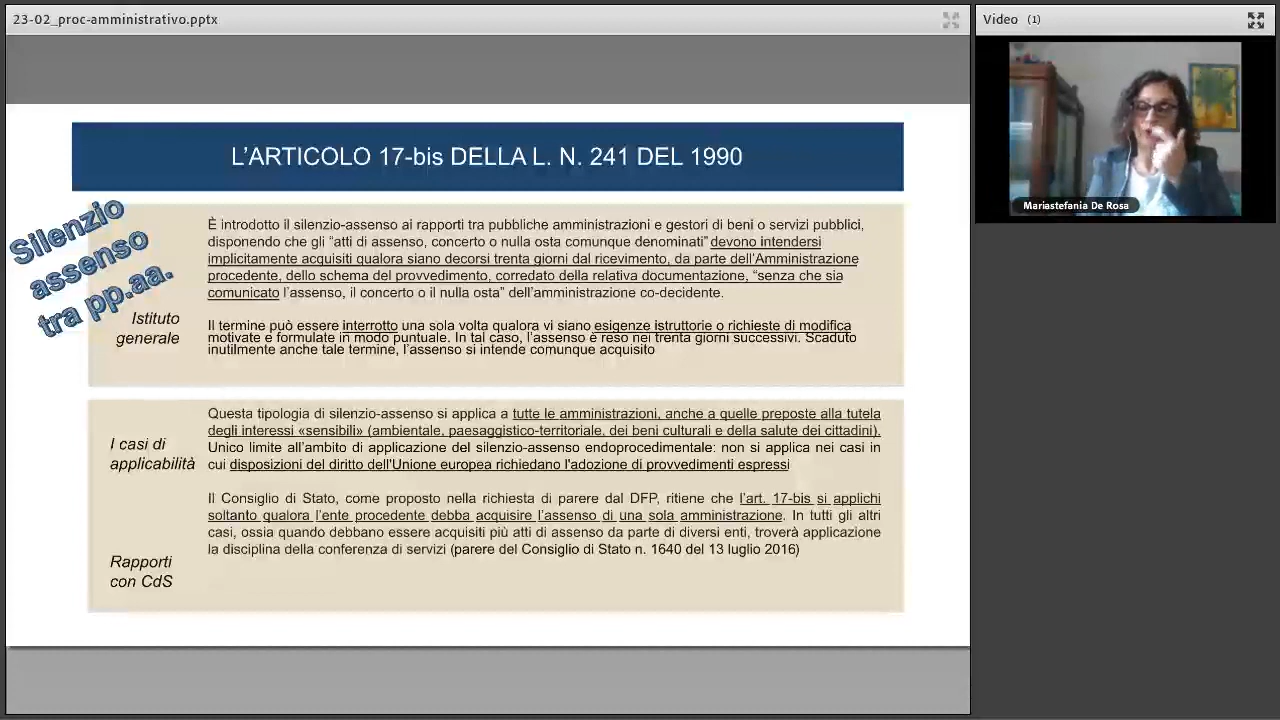 23-02_proc-amministrativo.pptx
Video (1)
Mariastefania De Rosa
L'ARTICOLO 17-bis DELLA L. N. 241 DEL 1990
Silenzio
assenso
tra pp.aa.
Istituto
generale
È introdotto il silenzio-assenso ai rapporti tra pubbliche amministrazioni e gestori di beni o servizi pubblici,
disponendo che gli "atti di assenso, concerto o nulla osta comunque denominati" devono intendersi
implicitamente acquisiti qualora siano decorsi trenta giorni dal ricevimento, da parte dell'Amministrazione
procedente, dello schema del provvedimento, corredato della relativa documentazione, "senza che sia
comunicato l'assenso, il concerto o il nulla osta" dell'amministrazione co-decidente.
Il termine può essere interrotto una sola volta qualora vi siano esigenze istruttorie o richieste di modifica
motivate e formulate in modo puntuale. In tal caso, l'assenso è reso nei trenta giorni successivi. Scaduto
inutilmente anche tale termine, l'assenso si intende comunque acquisito
I casi di
applicabilità
Questa tipologia di silenzio-assenso si applica a tutte le amministrazioni, anche a quelle preposte alla tutela
degli interessi «sensibili» (ambientale, paesaggistico-territoriale, dei beni culturali e della salute dei cittadini).
Unico limite all'ambito di applicazione del silenzio-assenso endoprocedimentale: non si applica nei casi in
cui disposizioni del diritto dell'Unione europea richiedano l'adozione di provvedimenti espressi
Il Consiglio di Stato, come proposto nella richiesta di parere dal DFP, ritiene che l'art. 17-bis si applichi
soltanto qualora l'ente procedente debba acquisire l'assenso di una sola amministrazione. In tutti gli altri
casi, ossia quando debbano essere acquisiti più atti di assenso da parte di diversi enti, troverà applicazione
la disciplina della conferenza di servizi (parere del Consiglio di Stato n. 1640 del 13 luglio 2016)
Rapporti
con CdS